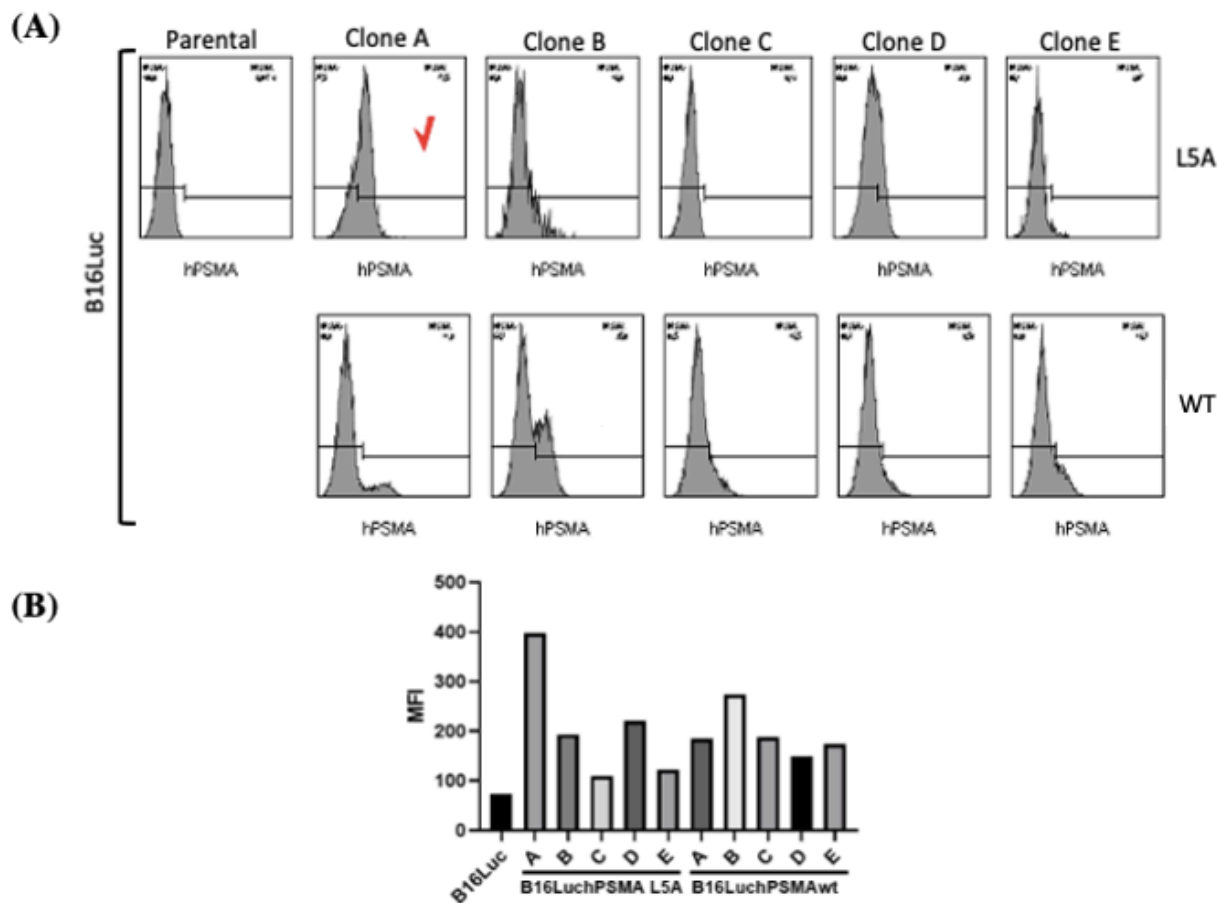 (A)
Parental Clone A Clone B Clone C Clone D Clone E
B16Luc
L5A
hPSMA hPSMA hPSMA hPSMA hPSMA hPSMA
WT
hPSMA hPSMA hPSMA hPSMA hPSMA
(B)
500
400
300
200
100
0
MFI
B16Luc A B C D E A B C D E
B16LuchPSMA L5A B16LuchPSMAwt